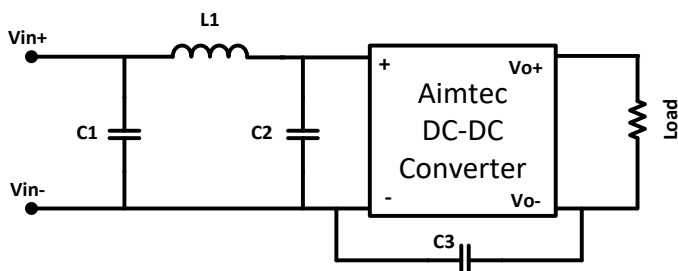 L1
Vin+
+
Vo+
Aimtec
DC-DC
Converter
C1
C2
Load
Vin-
-
Vo-
C3